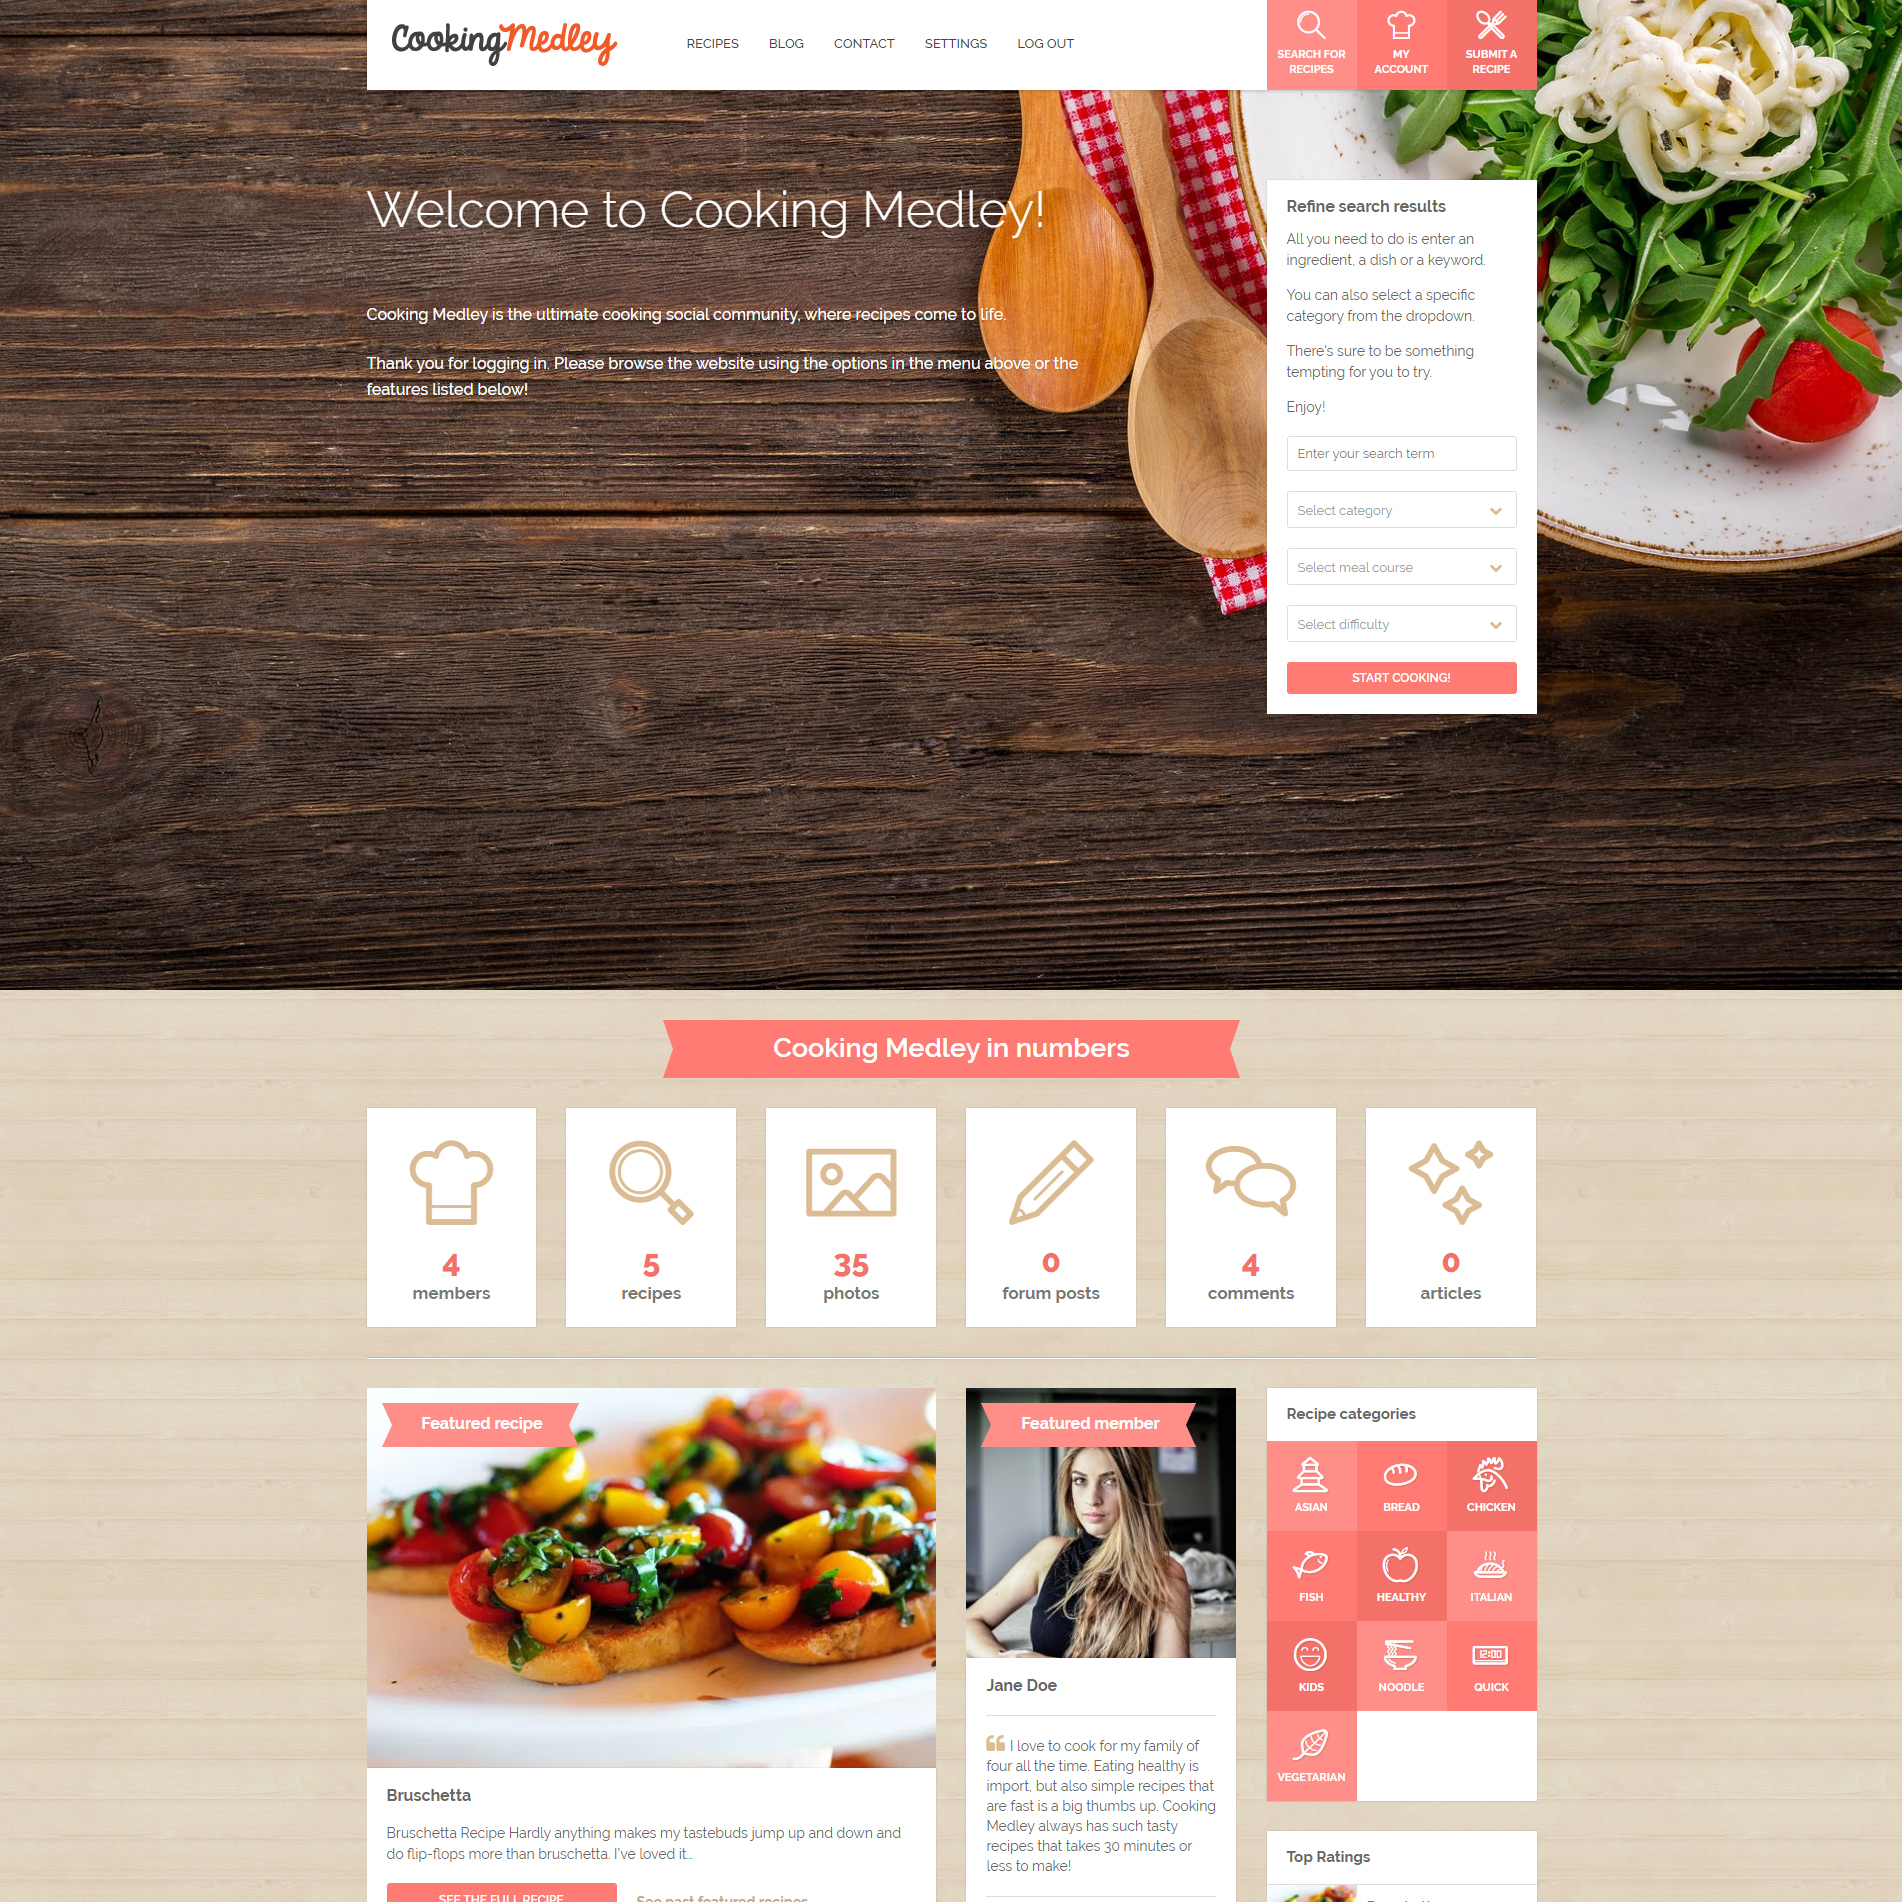 CookingMedley
RECIPES
BLOG
CONTACT
SETTINGS
LOG OUT
SEARCH FOR
RECIPES
MY
ACCOUNT
SUBMIT A
RECIPE
Welcome to Cooking Medley!
Cooking Medley is the ultimate cooking social community, where recipes come to life.
Thank you for logging in. Please browse the website using the options in the menu above or the
features listed below!
Refine search results
All you need to do is enter an
ingredient, a dish or a keyword.
You can also select a specific
category from the dropdown.
There's sure to be something
tempting for you to try.
Enjoy!
Enter your search term
Select category
Select meal course
Select difficulty
START COOKING!
Cooking Medley in numbers
4
members
5
recipes
35
photos
0
forum posts
4
comments
0
articles
Featured recipe
Bruschetta
Bruschetta Recipe Hardly anything makes my tastebuds jump up and down and
do flip-flops more than bruschetta. I've loved it...
SEE THE FULL RECIPE
See past featured recipes
Featured member
Jane Doe
I love to cook for my family of
four all the time. Eating healthy is
import, but also simple recipes that
are fast is a big thumbs up. Cooking
Medley always has such tasty
recipes that takes 30 minutes or
less to make!
Recipe categories
ASIAN
BREAD
CHICKEN
FISH
HEALTHY
ITALIAN
KIDS
NOODLE
12:00
QUICK
VEGETARIAN
Top Ratings